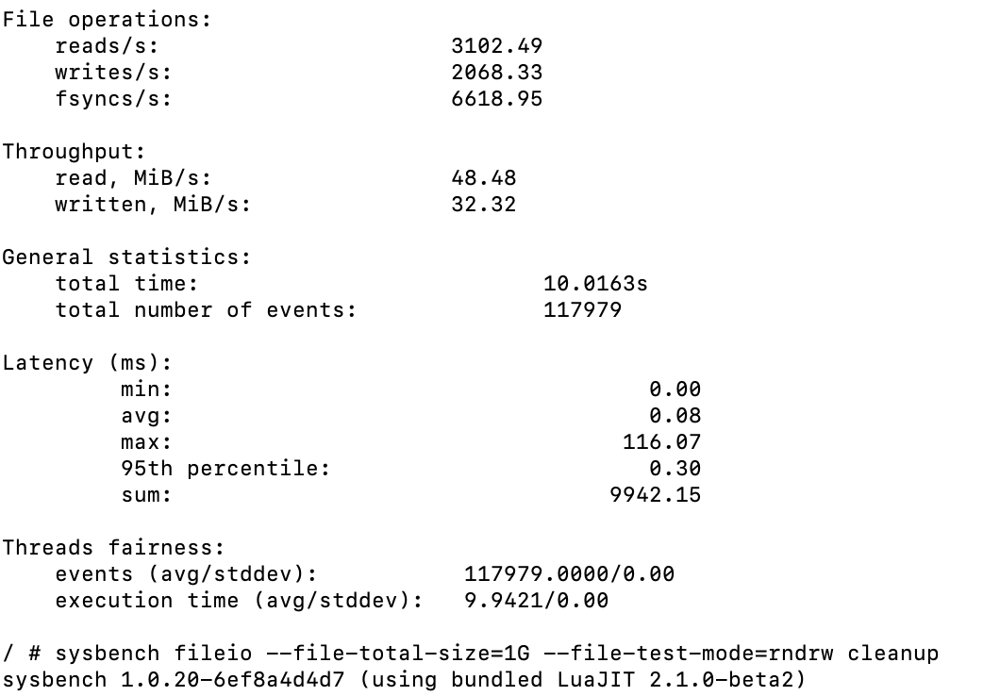 File operations:
reads/s: 3102.49
writes/s: 2068.33
fsyncs/s: 6618.95
Throughput:
read, MiB/s: 48.48
written, MiB/s: 32.32
General statistics:
total time: 10.0163s
total number of events: 117979
Latency (ms):
min: 0.00
avg: 0.08
max: 116.07
95th percentile: 0.30
sum: 9942.15
Threads fairness:
events (avg/stddev): 117979.0000/0.00
execution time (avg/stddev): 9.9421/0.00
/ # sysbench fileio --file-total-size=1G --file-test-mode=rndrw cleanup
sysbench 1.0.20-6ef8a4d4d7 (using bundled LuaJIT 2.1.0-beta2)